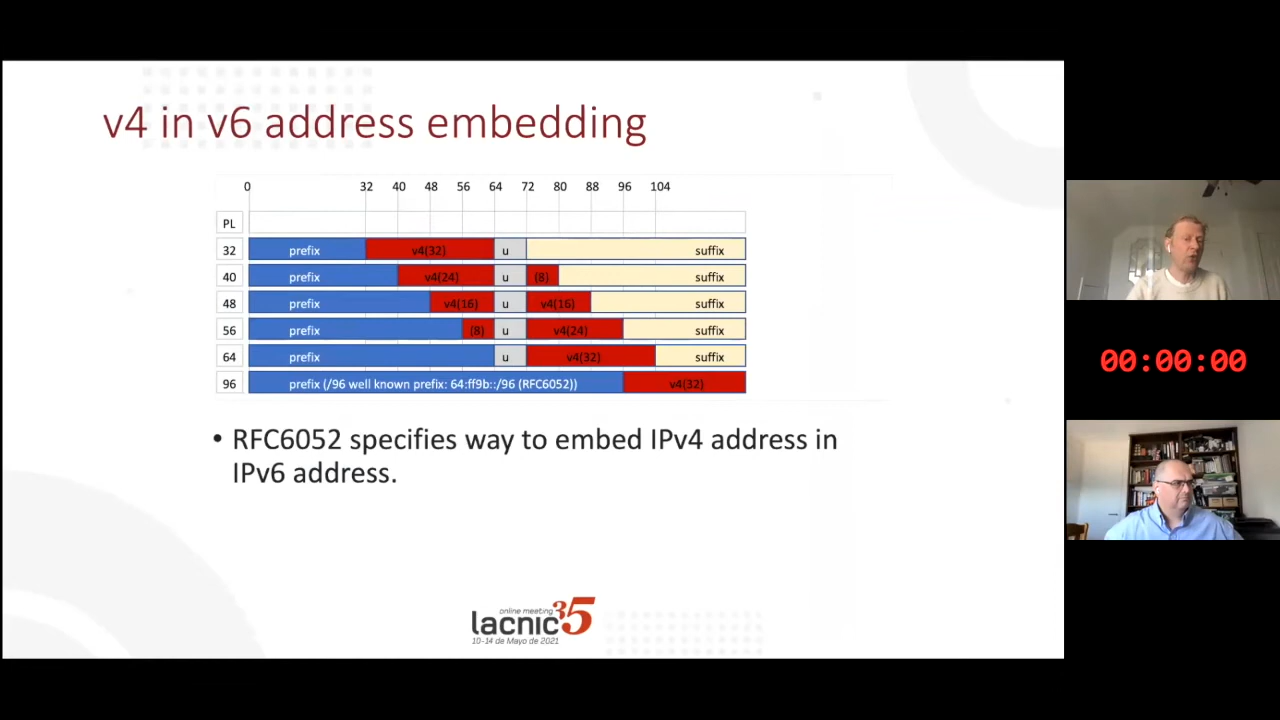 v4 in v6 address embedding
0 32 40 48 56 64 72 80 88 96 104
PL
32 prefix v4(32) u suffix
40 prefix v4(24) u (8) suffix
48 prefix v4(16) u v4(16) suffix
56 prefix (8) u v4(24) suffix
64 prefix u v4(32) suffix
96 prefix (/96 well known prefix: 64:ff9b::/96 (RFC6052)) v4(32)
• RFC6052 specifies way to embed IPv4 address in
IPv6 address.
online meeting
lacnic35
10-14 de Mayo de 2021
00:00:00